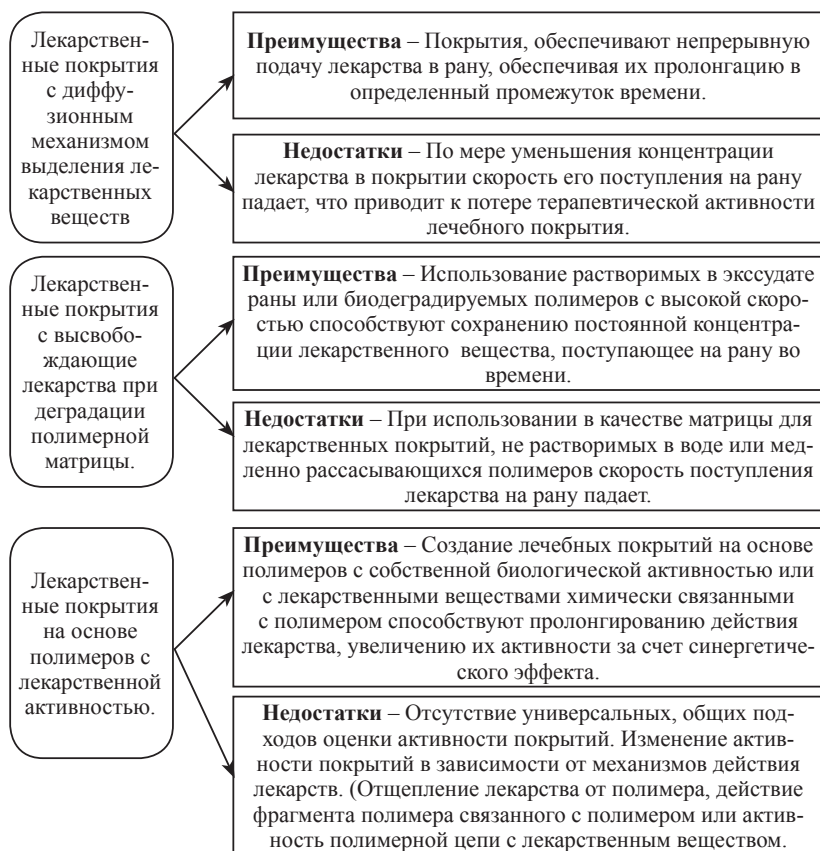 Лекарствен-
ные покрытия
с диффу-
зионным
механизмом
выделения ле-
карственных
веществ
Преимущества – Покрытия, обеспечивают непрерывную
подачу лекарства в рану, обеспечивая их пролонгацию в
определенный промежуток времени.
Недостатки – По мере уменьшения концентрации
лекарства в покрытии скорость его поступления на рану
падает, что приводит к потере терапевтической активности
лечебного покрытия.
Лекарствен-
ные покрытия
с высвобо-
ждающие
лекарства при
деградации
полимерной
матрицы.
Преимущества – Использование растворимых в экссудате
раны или биодеградируемых полимеров с высокой скоро-
стью способствуют сохранению постоянной концентра-
ции лекарственного вещества, поступающее на рану во
времени.
Недостатки – При использовании в качестве матрицы для
лекарственных покрытий, не растворимых в воде или мед-
ленно рассасывающихся полимеров скорость поступления
лекарства на рану падает.
Лекарствен-
ные покрытия
на основе
полимеров с
лекарственной
активностью.
Преимущества – Создание лечебных покрытий на основе
полимеров с собственной биологической активностью или
с лекарственными веществами химически связанными
с полимером способствуют пролонгированию действия
лекарства, увеличению их активности за счет синергетиче-
ского эффекта.
Недостатки – Отсутствие универсальных, общих под-
ходов оценки активности покрытий. Изменение актив-
ности покрытий в зависимости от механизмов действия
лекарств. (Отщепление лекарства от полимера, действие
фрагмента полимера связанного с полимером или актив-
ность полимерной цепи с лекарственным веществом.